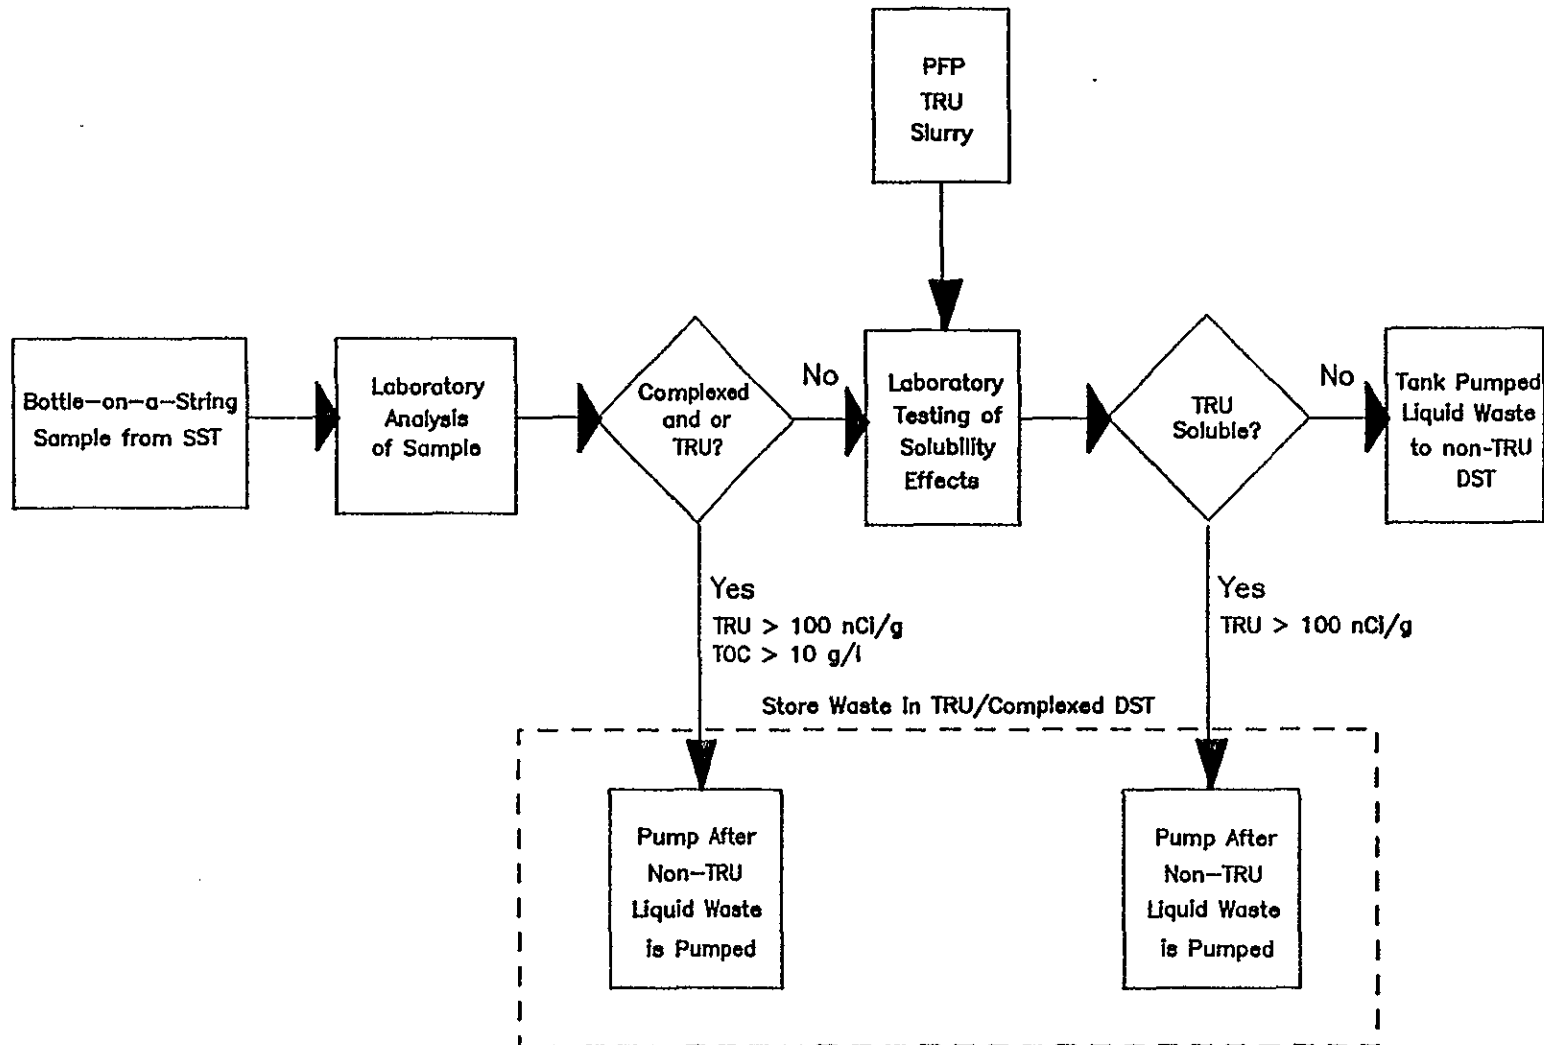 PFP
TRU
Slurry
Bottle-on-a-String
Sample from SST
Laboratory
Analysis
of Sample
Complexed
and or
TRU?
No
Laboratory
Testing of
Solubility
Effects
TRU
Soluble?
No
Tank Pumped
Liquid Waste
to non-TRU
DST
Yes
TRU > 100 nCi/g
TOC > 10 g/l
Yes
TRU > 100 nCi/g
Store Waste In TRU/Complexed DST
Pump After
Non-TRU
Liquid Waste
is Pumped
Pump After
Non-TRU
Liquid Waste
is Pumped